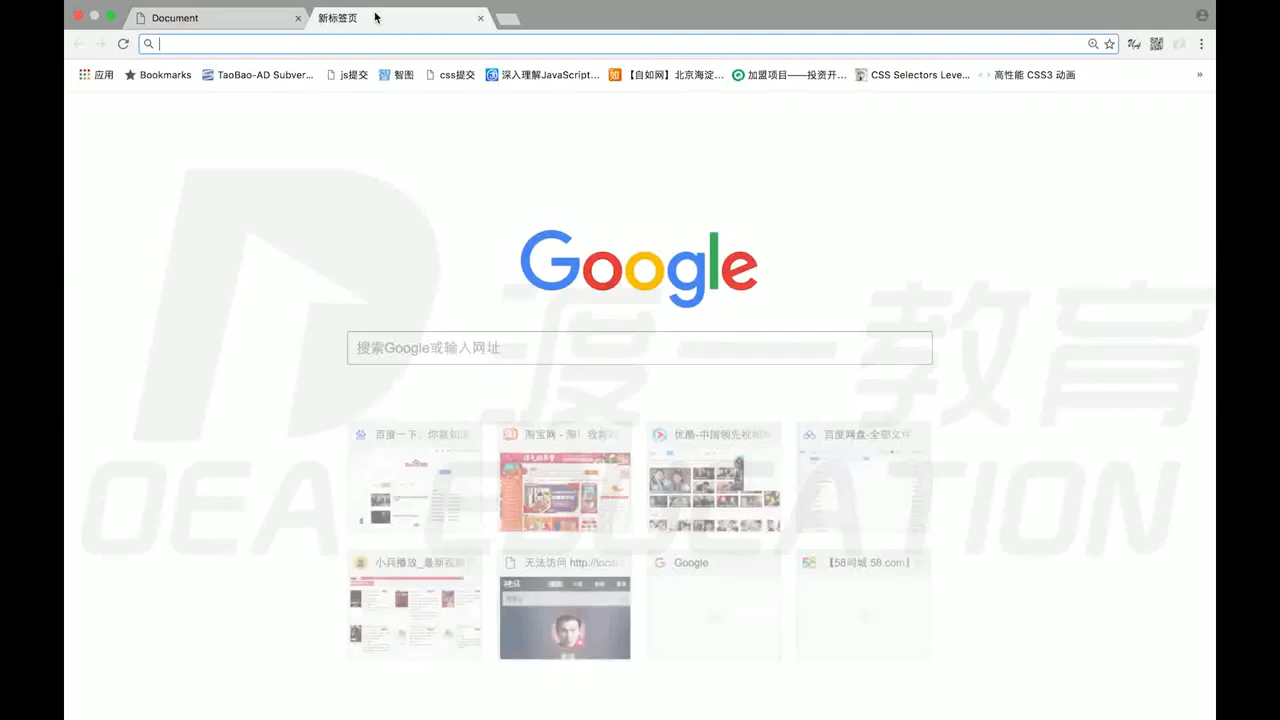 Document
新标签页
应用
Bookmarks
TaoBao-AD Subver...
js提交
智图
css提交
深入理解JavaScript...
【自如网】北京海淀...
加盟项目——投资开...
CSS Selectors Leve...
高性能 CSS3 动画
»
Google
搜索Google或输入网址
渡一教育
百度一下，你就知道
淘宝网 - 淘！我喜欢
优酷-中国领先视频网
百度网盘-全部文件
OEA EDUCATION
小兵播放_最新视频
无法访问 http://loca
Google
【58同城 58.com】